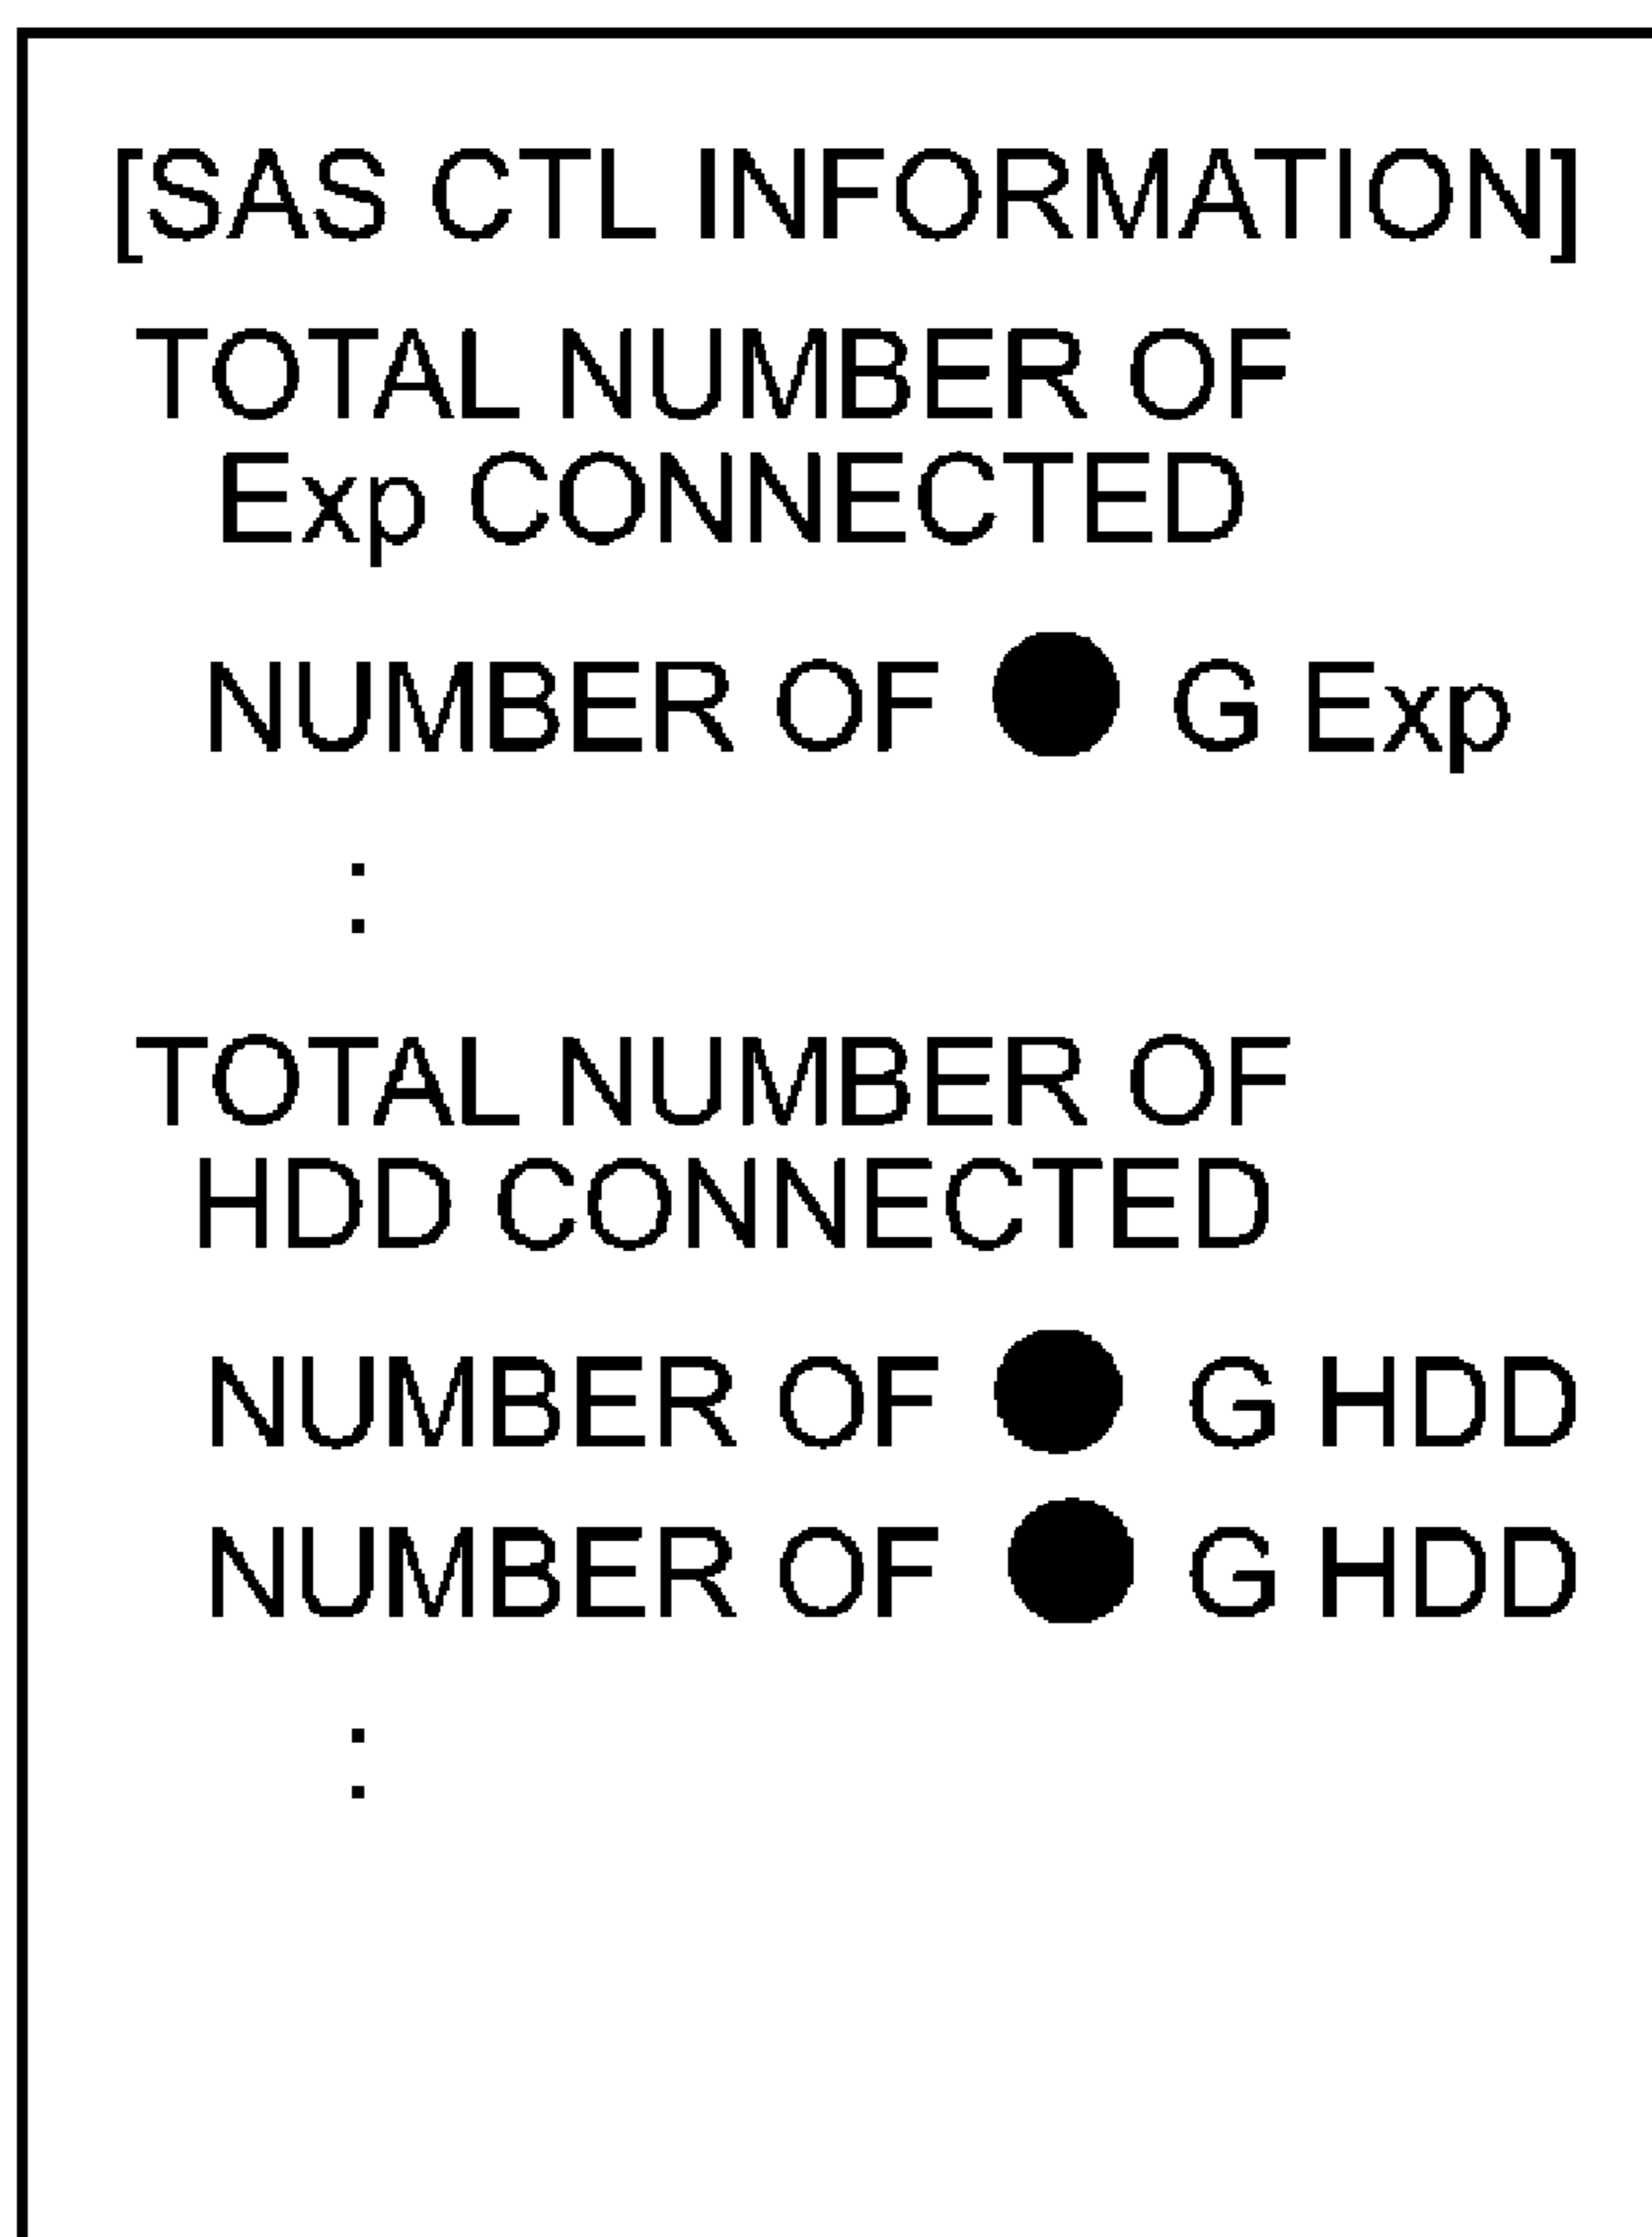 [SAS CTL INFORMATION]
TOTAL NUMBER OF
Exp CONNECTED
NUMBER OF ● G Exp
:
TOTAL NUMBER OF
HDD CONNECTED
NUMBER OF ● G HDD
NUMBER OF ● G HDD
: